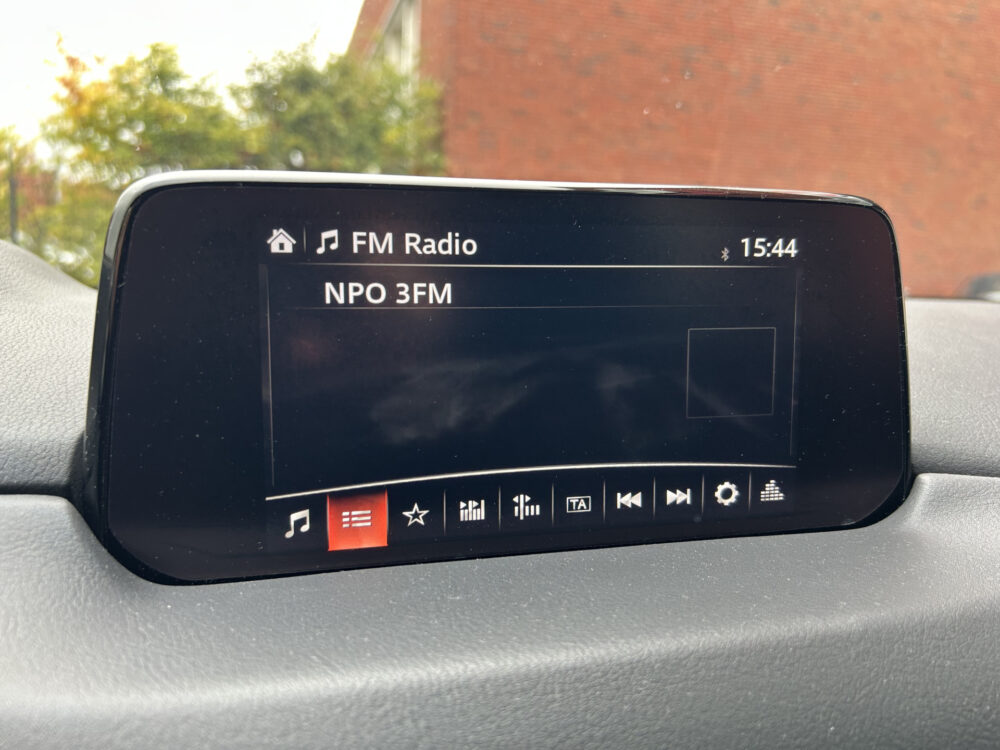 FM Radio
15:44
NPO 3FM
TA